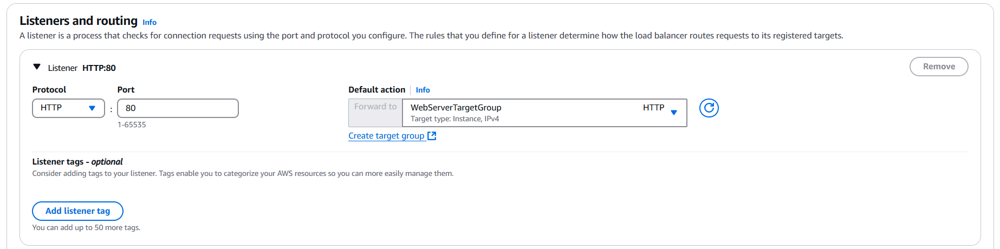 Listeners and routing Info
A listener is a process that checks for connection requests using the port and protocol you configure. The rules that you define for a listener determine how the load balancer routes requests to its registered targets.
Listener HTTP:80
Remove
Protocol Port Default action Info
HTTP : 80 Forward to WebServerTargetGroup HTTP
Target type: Instance, IPv4
1-65535
Create target group
Listener tags - optional
Consider adding tags to your listener. Tags enable you to categorize your AWS resources so you can more easily manage them.
Add listener tag
You can add up to 50 more tags.